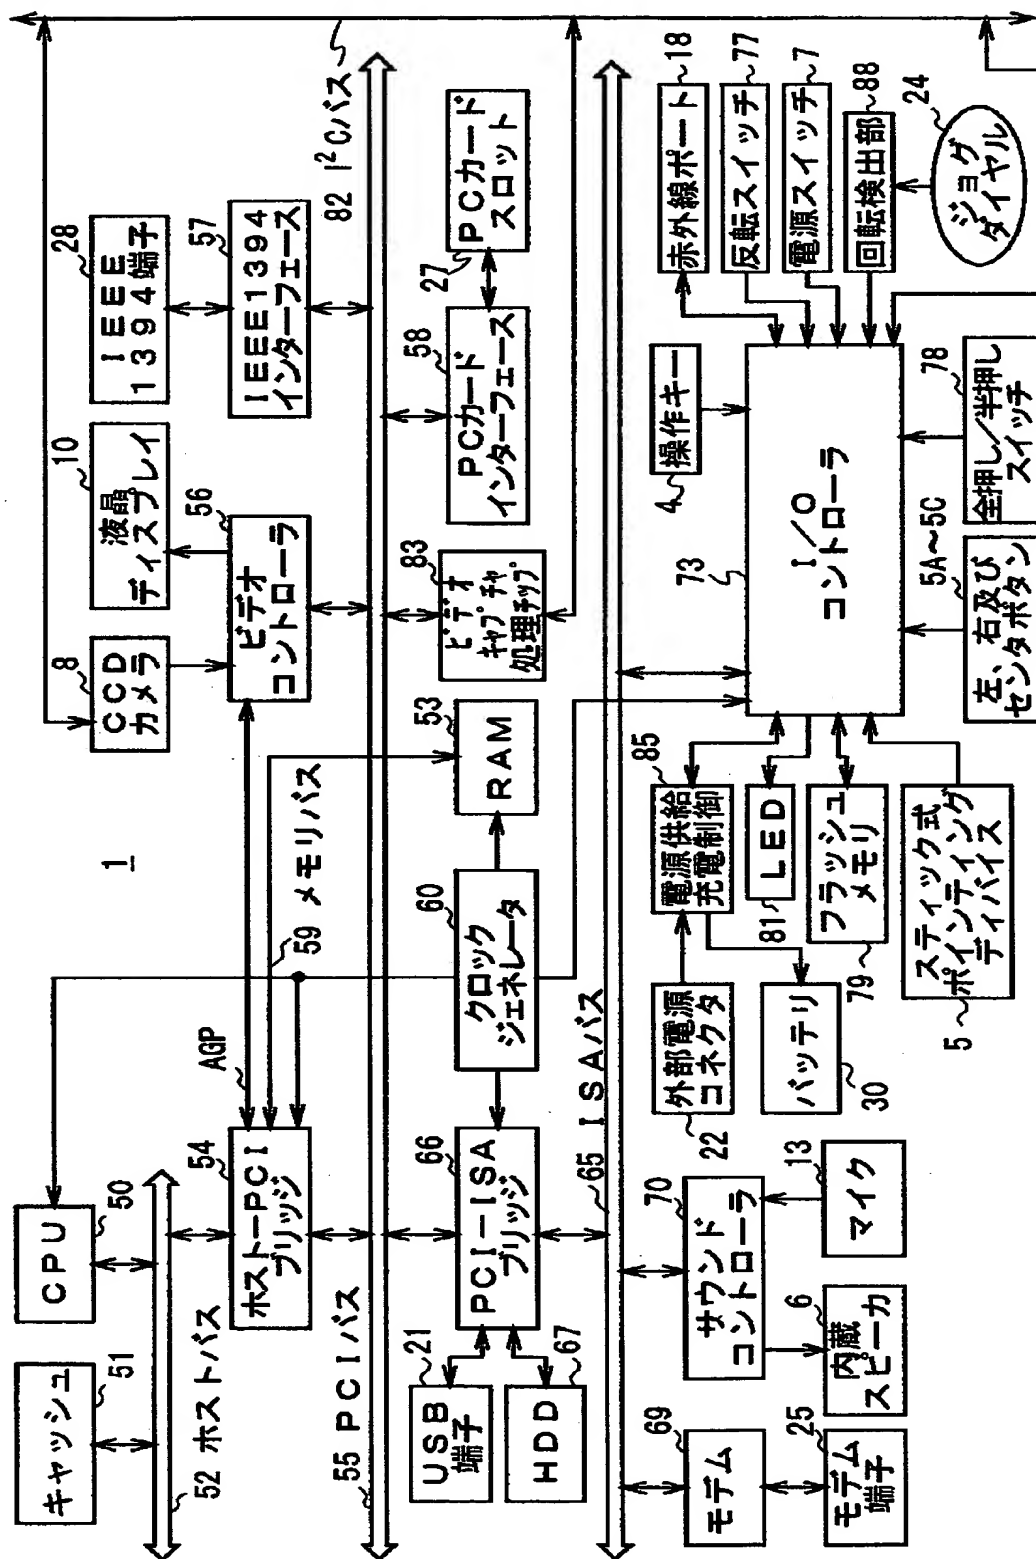 1
キャッシュ
51
CPU
50
52 ホストバス
ホスト－PCI
ブリッジ
54
AGP
59 メモリバス
CCD
カメラ
8
液晶
ディスプレイ
10
IEEE
1394端子
28
ビデオ
コントローラ
56
IEEE1394
インターフェース
57
82 I²Cバス
55 PCIバス
USB
端子
21
HDD
67
PCI－ISA
ブリッジ
66
クロック
ジェネレータ
60
RAM
53
ビデオ
キャプチャ
処理チップ
83
PCカード
インターフェース
58
PCカード
スロット
27
65 ISAバス
モデム
69
モデム
端子
25
サウンド
コントローラ
70
内蔵
スピーカ
6
マイク
13
外部電源
コネクタ
22
バッテリ
30
電源供給
充電制御
85
LED
81
フラッシュ
メモリ
79
スティック式
ポインティング
ディバイス
5
操作キー
4
I/O
コントローラ
73
左、右及び
センタボタン
5A～5C
全押し/半押し
スイッチ
78
赤外線ポート
18
反転スイッチ
77
電源スイッチ
7
回転検出部
88
ジョグ
ダイヤル
24